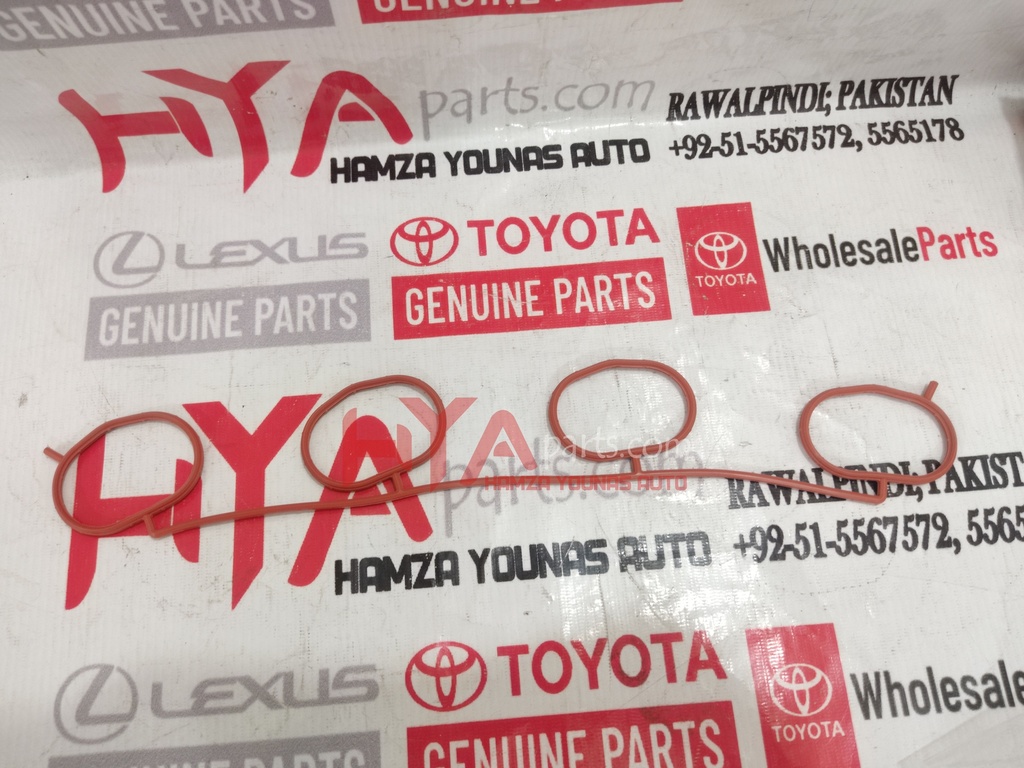 GENUINE PARTS
GENUINE PARTS
HYA parts.com
HAMZA YOUNAS AUTO
RAWALPINDI; PAKISTAN
+92-51-5567572, 5565178
LEXUS
GENUINE PARTS
TOYOTA
GENUINE PARTS
TOYOTA
WholesaleParts
HYA parts.com
HAMZA YOUNAS AUTO
HYA parts.com
HAMZA YOUNAS AUTO
RAWALPINDI; PAKIST
+92-51-5567572, 5565
LEXUS
GENUINE PARTS
TOYOTA
GENUINE PARTS
TOYOTA
Wholesale